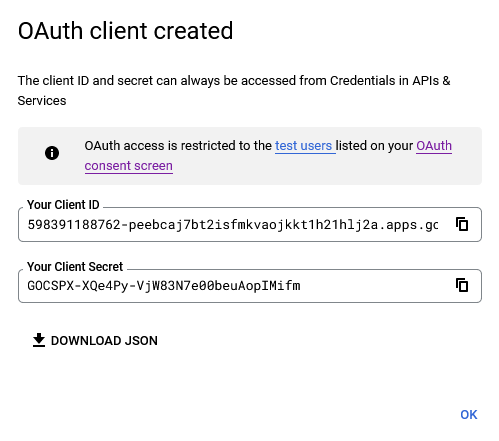 OAuth client created
The client ID and secret can always be accessed from Credentials in APIs &
Services
OAuth access is restricted to the test users listed on your OAuth
consent screen
Your Client ID
598391188762-peebcaj7bt2isfmkvaojkkt1h21hlj2a.apps.gc
Your Client Secret
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
DOWNLOAD JSON
OK